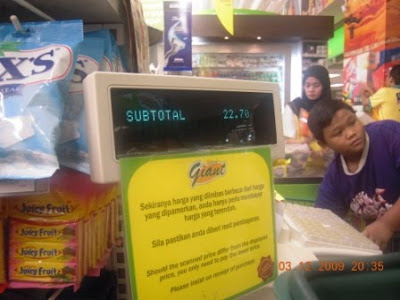 X'S
SUBTOTAL 22.70
Giant
Sekiranya harga yang diimbas berbeza dari harga
yang dipamerkan, anda hanya perlu membayar
harga yang terendah.
Sila pastikan anda diberi resit pembayaran.
Should the scanned price differ from the displayed
price, you only need to pay the lower price.
Please insist on receipt of purchase.
Juicy Fruit
Juicy Fruit
Juicy Fruit
Juicy Fruit
03 12 2009 20:35